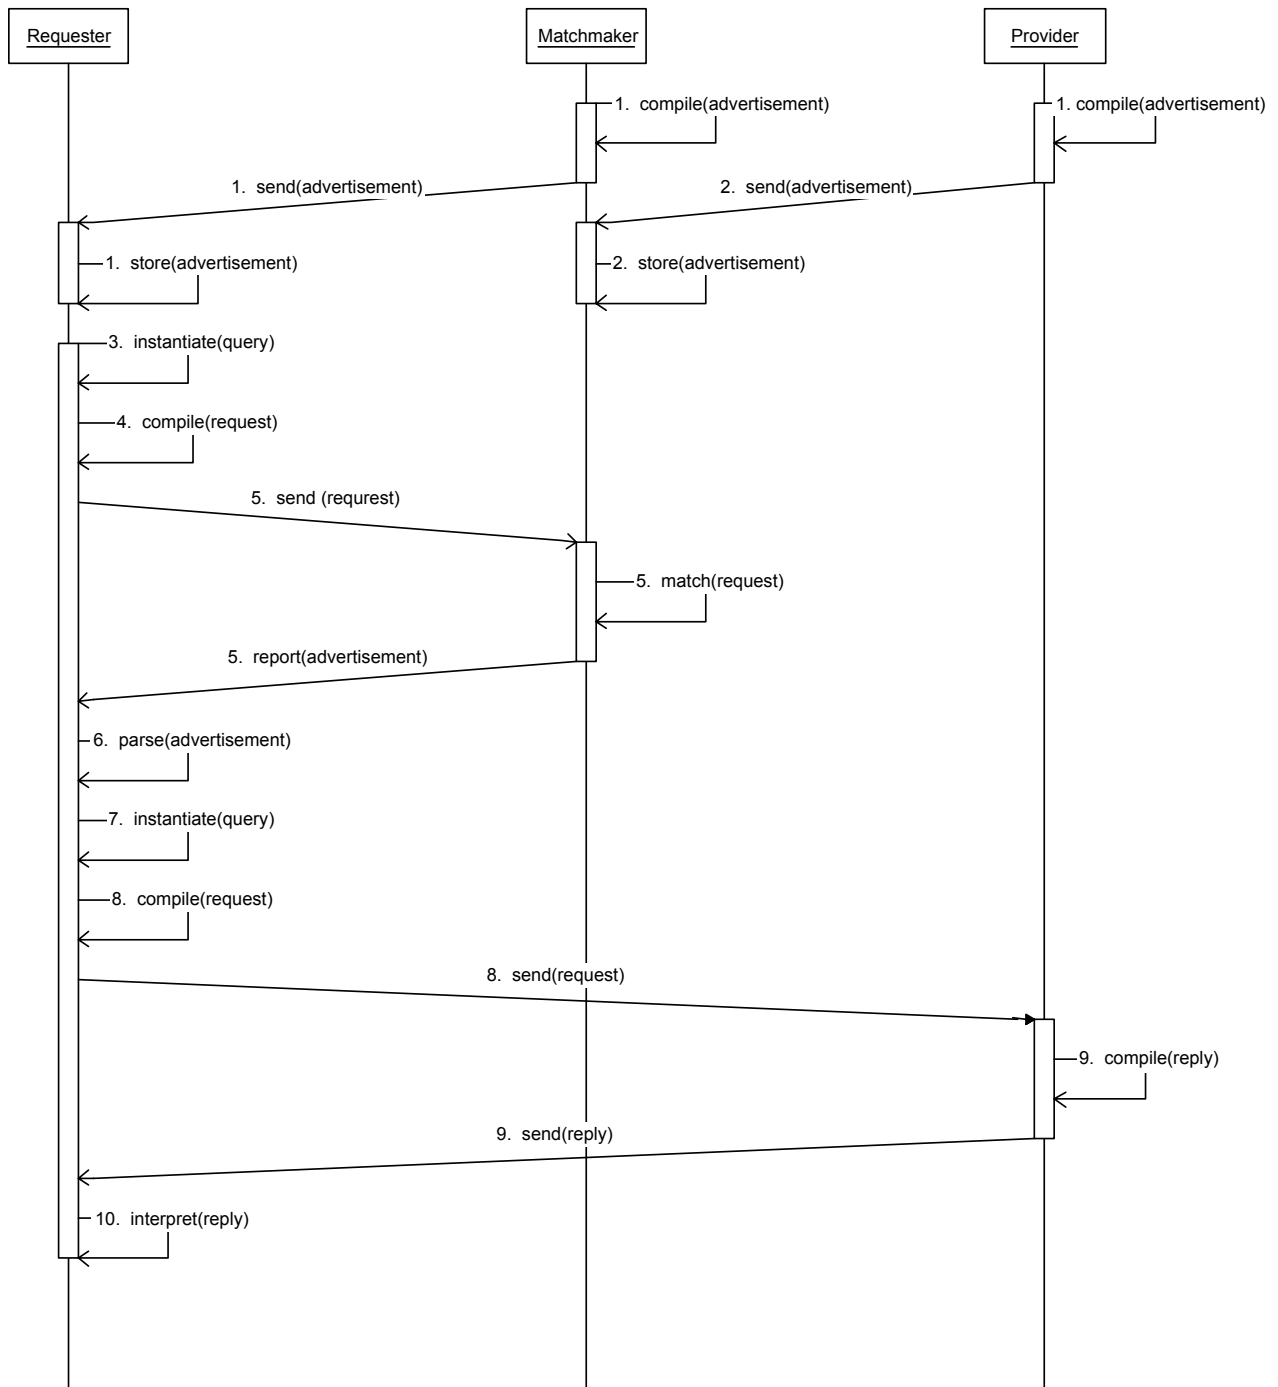 Requester
Matchmaker
Provider
1. compile(advertisement)
1. compile(advertisement)
1. send(advertisement)
2. send(advertisement)
1. store(advertisement)
2. store(advertisement)
3. instantiate(query)
4. compile(request)
5. send (requrest)
5. match(request)
5. report(advertisement)
6. parse(advertisement)
7. instantiate(query)
8. compile(request)
8. send(request)
9. compile(reply)
9. send(reply)
10. interpret(reply)